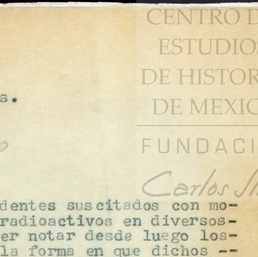 CENTRO D
ESTUDIOS
DE HISTOR
DE MEXIC
s.
FUNDACI
Carlos Sl
dentes suscitados con mo-
radioactivos en diversos-
er notar desde luego los-
la forma en que dichos --